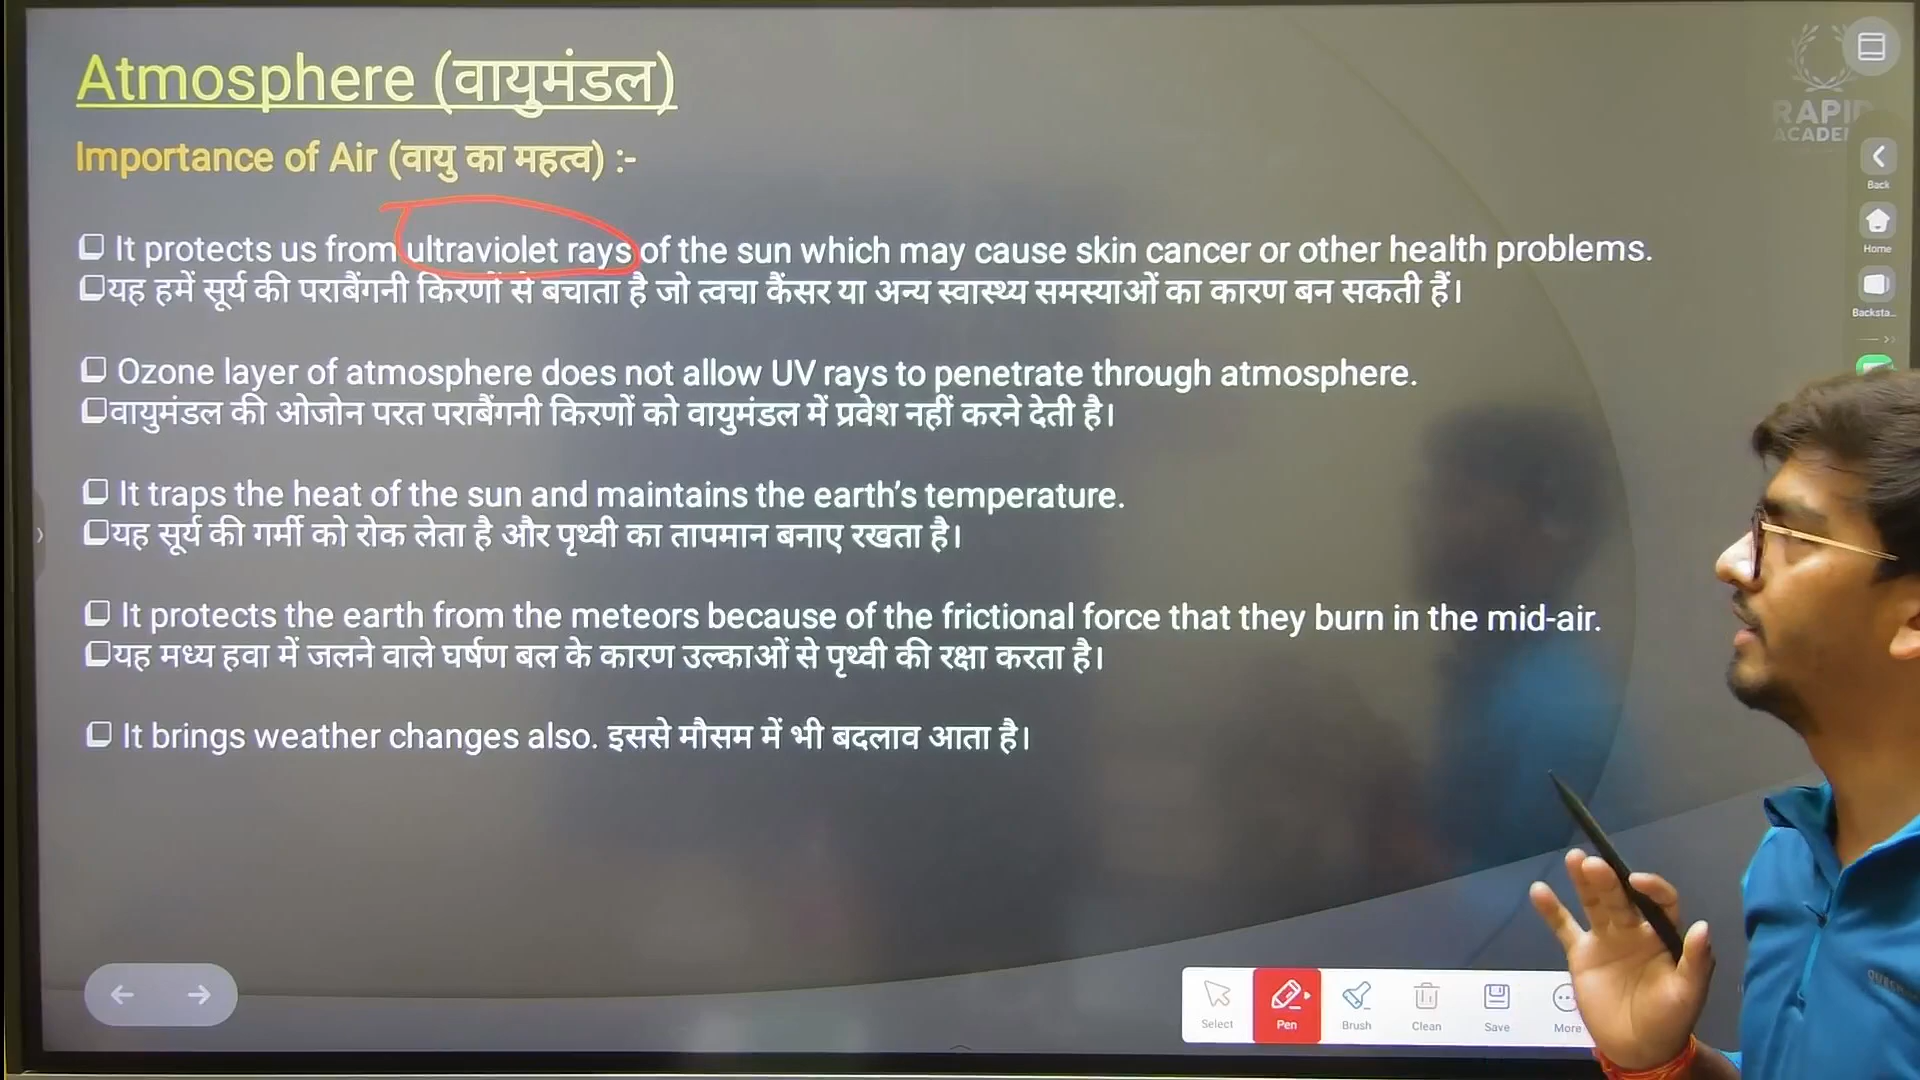 Atmosphere (वायुमंडल)
Importance of Air (वायु का महत्व) :-
It protects us from ultraviolet rays of the sun which may cause skin cancer or other health problems.
यह हमें सूर्य की पराबैंगनी किरणों से बचाता है जो त्वचा कैंसर या अन्य स्वास्थ्य समस्याओं का कारण बन सकती हैं।
Ozone layer of atmosphere does not allow UV rays to penetrate through atmosphere.
वायुमंडल की ओजोन परत पराबैंगनी किरणों को वायुमंडल में प्रवेश नहीं करने देती है।
It traps the heat of the sun and maintains the earth’s temperature.
यह सूर्य की गर्मी को रोक लेता है और पृथ्वी का तापमान बनाए रखता है।
It protects the earth from the meteors because of the frictional force that they burn in the mid-air.
यह मध्य हवा में जलने वाले घर्षण बल के कारण उल्काओं से पृथ्वी की रक्षा करता है।
It brings weather changes also. इससे मौसम में भी बदलाव आता है।
RAPID
ACADEM
Back
Home
Backsta...
Select
Pen
Brush
Clean
Save
More